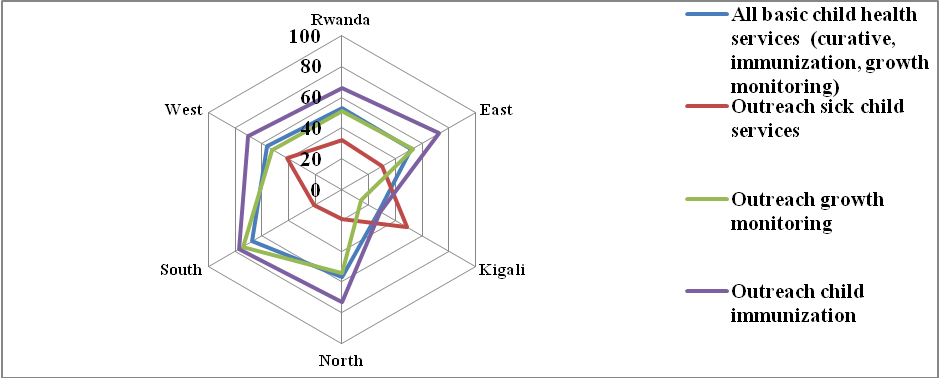 Rwanda
100
80
60
40
20
0
East
Kigali
North
South
West
All basic child health
services (curative,
immunization, growth
monitoring)
Outreach sick child
services
Outreach growth
monitoring
Outreach child
immunization